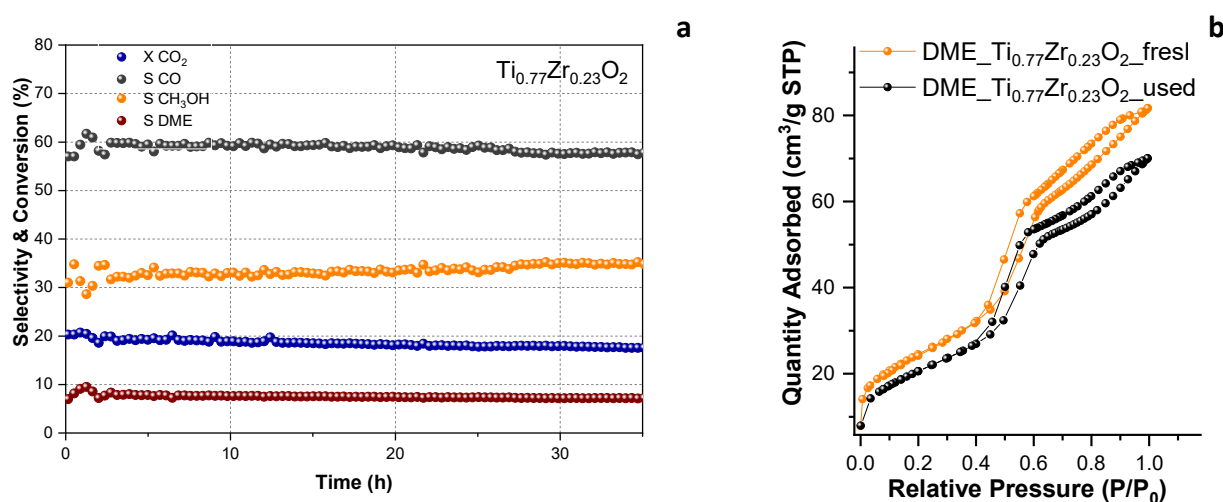 a
80
70
60
50
40
30
20
10
0
Selectivity & Conversion (%)
X CO₂
S CO
S CH₃OH
S DME
Ti₀.₇₇Zr₀.₂₃O₂
0
10
20
30
Time (h)
b
80
60
40
20
Quantity Adsorbed (cm³/g STP)
DME_Ti₀.₇₇Zr₀.₂₃O₂_fresl
DME_Ti₀.₇₇Zr₀.₂₃O₂_used
0.0
0.2
0.4
0.6
0.8
1.0
Relative Pressure (P/P₀)